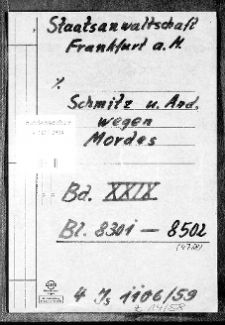 Staatsanwaltschaft
Frankfurt a. M.
%
Schmitz u. And.
wegen
Mordes
Bd. XXIX
Bl. 8301 — 8502
4 Js 1106/59